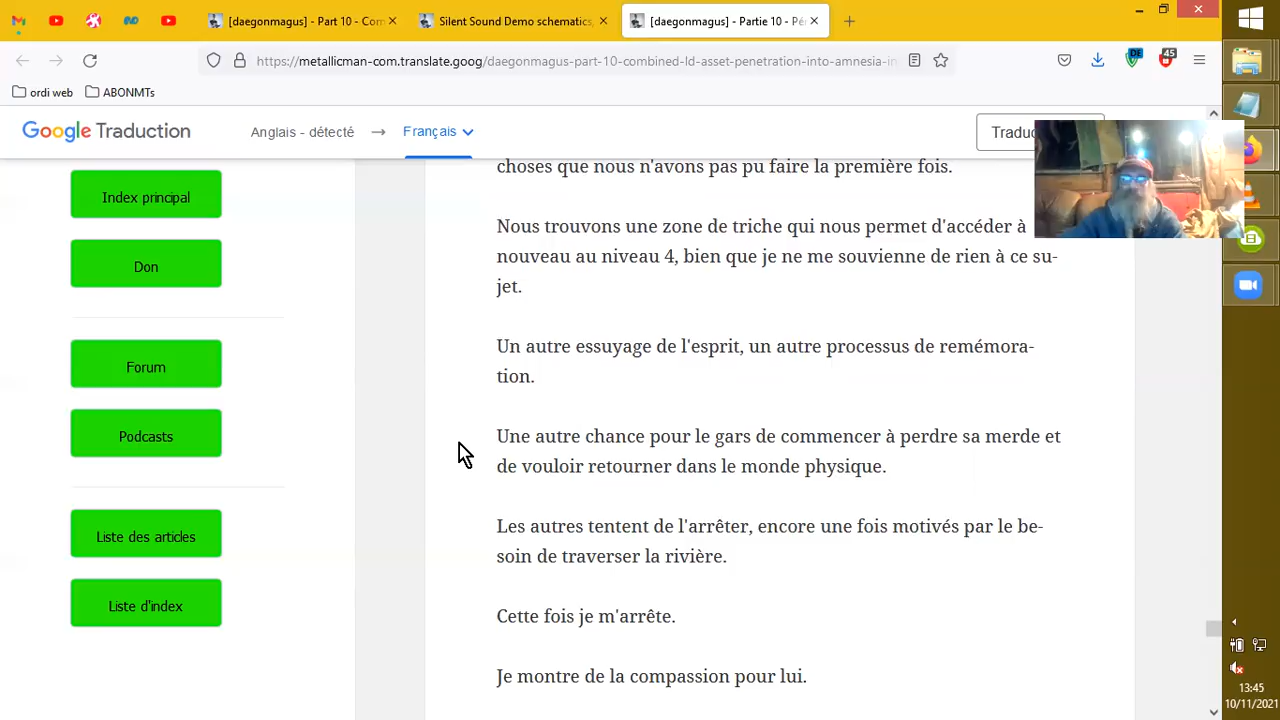 [daegonmagus] - Part 10 - Com
Silent Sound Demo schematics,
[daegonmagus] - Partie 10 - Pé
https://metallicman-com.translate.goog/daegonmagus-part-10-combined-ld-asset-penetration-into-amnesia-in
DE
45
ordi web
ABONMTs
Google Traduction
Anglais - détecté
Français
Traduc
choses que nous n'avons pas pu faire la première fois.
Index principal
Nous trouvons une zone de triche qui nous permet d'accéder à
nouveau au niveau 4, bien que je ne me souvienne de rien à ce su-
jet.
Don
Un autre essuyage de l'esprit, un autre processus de remémora-
tion.
Forum
Une autre chance pour le gars de commencer à perdre sa merde et
de vouloir retourner dans le monde physique.
Podcasts
Les autres tentent de l'arrêter, encore une fois motivés par le be-
soin de traverser la rivière.
Liste des articles
Cette fois je m'arrête.
Liste d'index
Je montre de la compassion pour lui.
13:45
10/11/2021